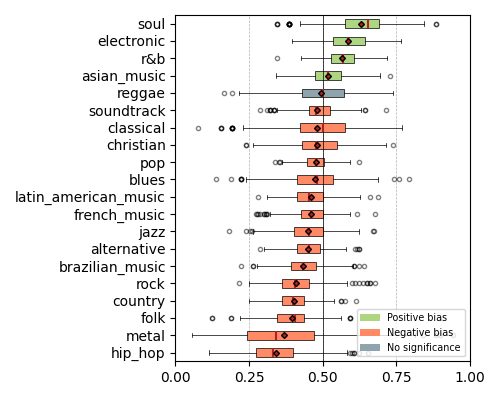 soul
electronic
r&b
asian_music
reggae
soundtrack
classical
christian
pop
blues
latin_american_music
french_music
jazz
alternative
brazilian_music
rock
country
folk
metal
hip_hop
Positive bias
Negative bias
No significance
0.00 0.25 0.50 0.75 1.00